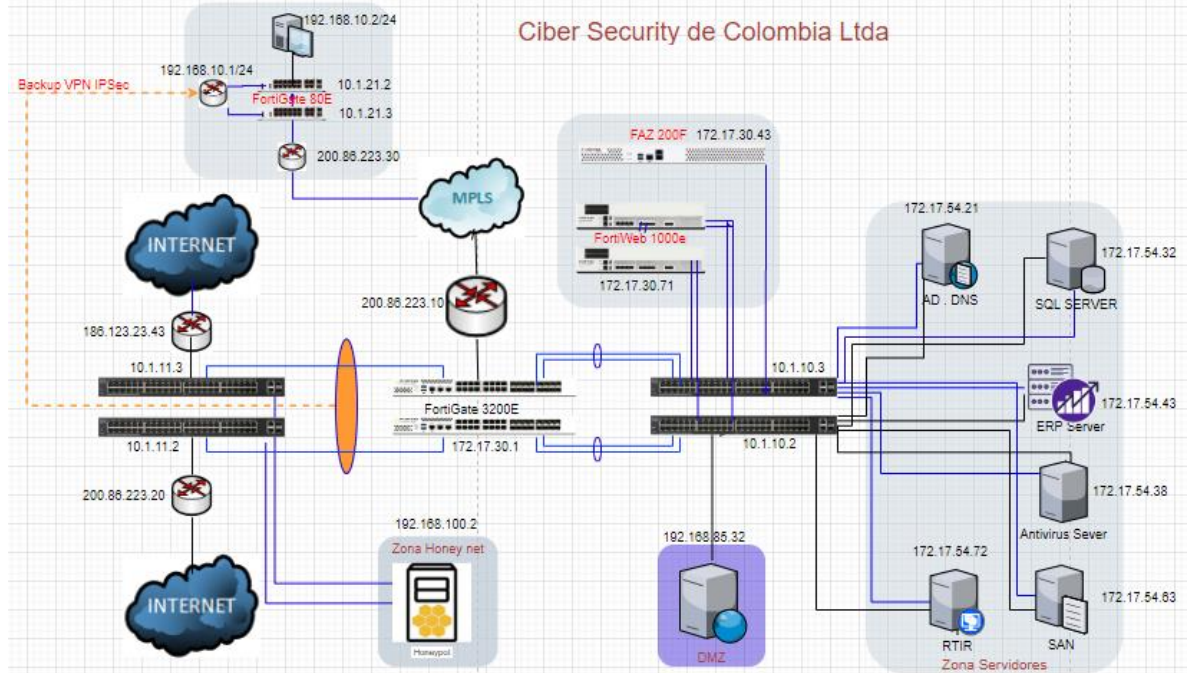 Ciber Security de Colombia Ltda
192.168.10.2/24
192.168.10.1/24
Backup VPN IPSec
10.1.21.2
FortiGate 80E
10.1.21.3
200.86.223.30
MPLS
FAZ 200F 172.17.30.43
FortiWeb 1000e
172.17.30.71
INTERNET
200.86.223.10
186.123.23.43
10.1.11.3
FortiGate 3200E
10.1.11.2
172.17.30.1
10.1.10.3
10.1.10.2
200.86.223.20
INTERNET
192.168.100.2
Zona Honey net
Honeypot
192.168.85.32
DMZ
172.17.54.21
AD . DNS
172.17.54.32
SQL SERVER
172.17.54.43
ERP Server
172.17.54.38
Antivirus Sever
172.17.54.72
RTIR
172.17.54.63
SAN
Zona Servidores